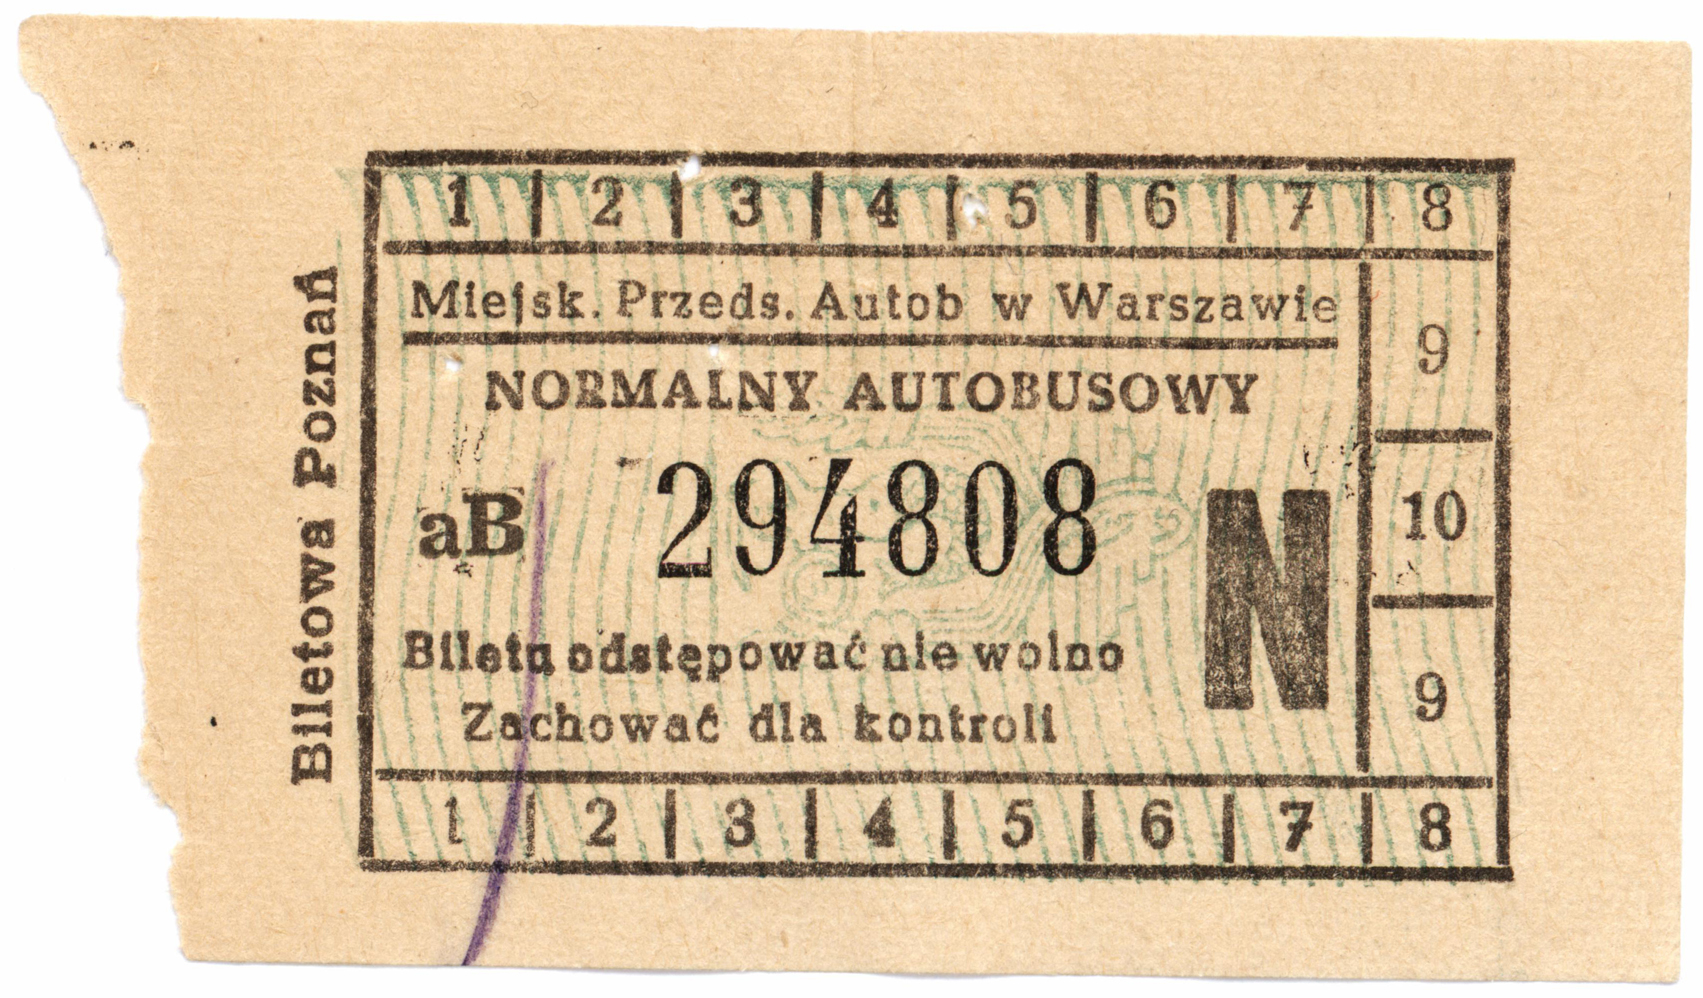 1 | 2 | 3 | 4 | 5 | 6 | 7 | 8
Miejsk. Przeds. Autob w Warszawie
9
NORMALNY AUTOBUSOWY
aB 294808 N
10
Biletu odstępować nie wolno
9
Zachować dla kontroli
1 | 2 | 3 | 4 | 5 | 6 | 7 | 8
Biletowa Poznań